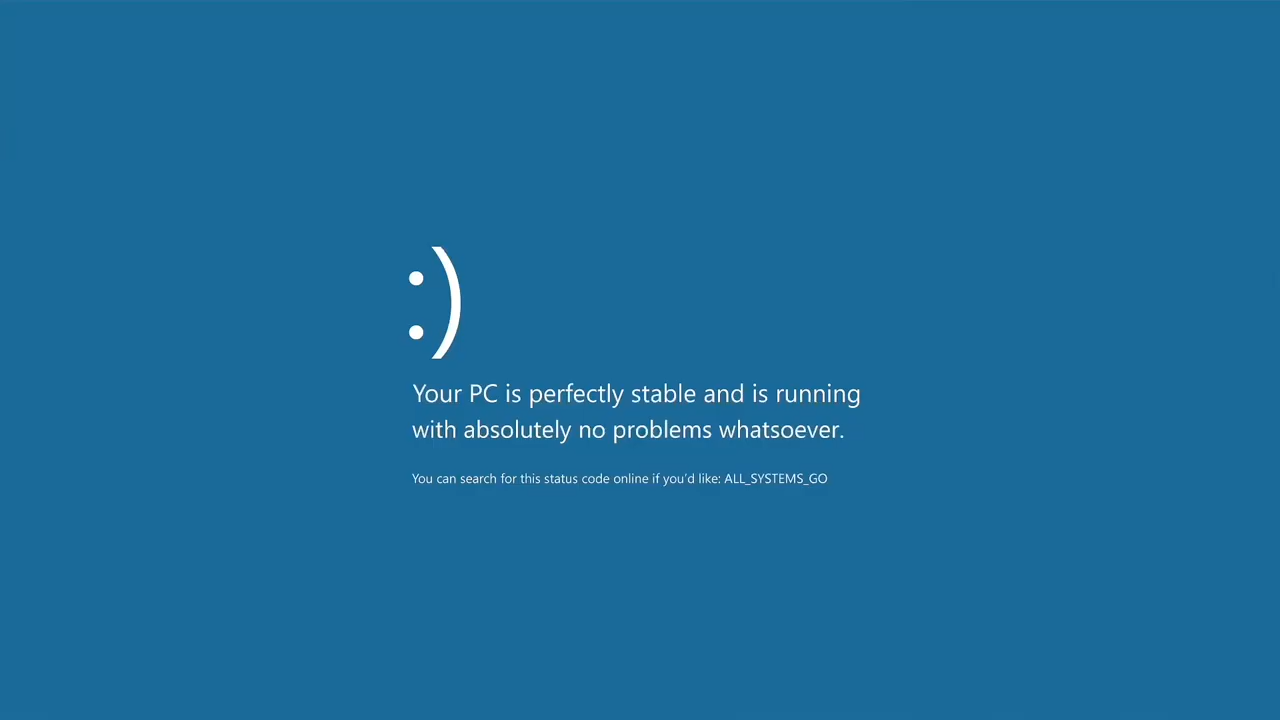 :)
Your PC is perfectly stable and is running
with absolutely no problems whatsoever.
You can search for this status code online if you'd like: ALL_SYSTEMS_GO